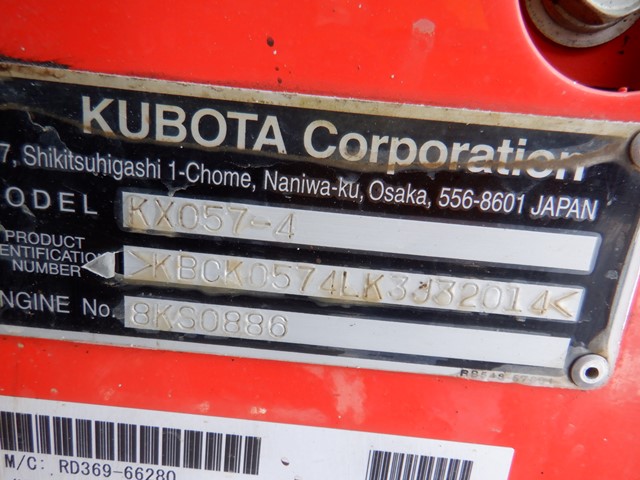 KUBOTA Corporation
7, Shikitsuhigashi 1-Chome, Naniwa-ku, Osaka, 556-8601 JAPAN
ODEL KX057-4
PRODUCT
ENTIFICATION
NUMBER >KBCK0574LK3J32014<
NGINE No. 8KS0886
M/C: RD369-66280